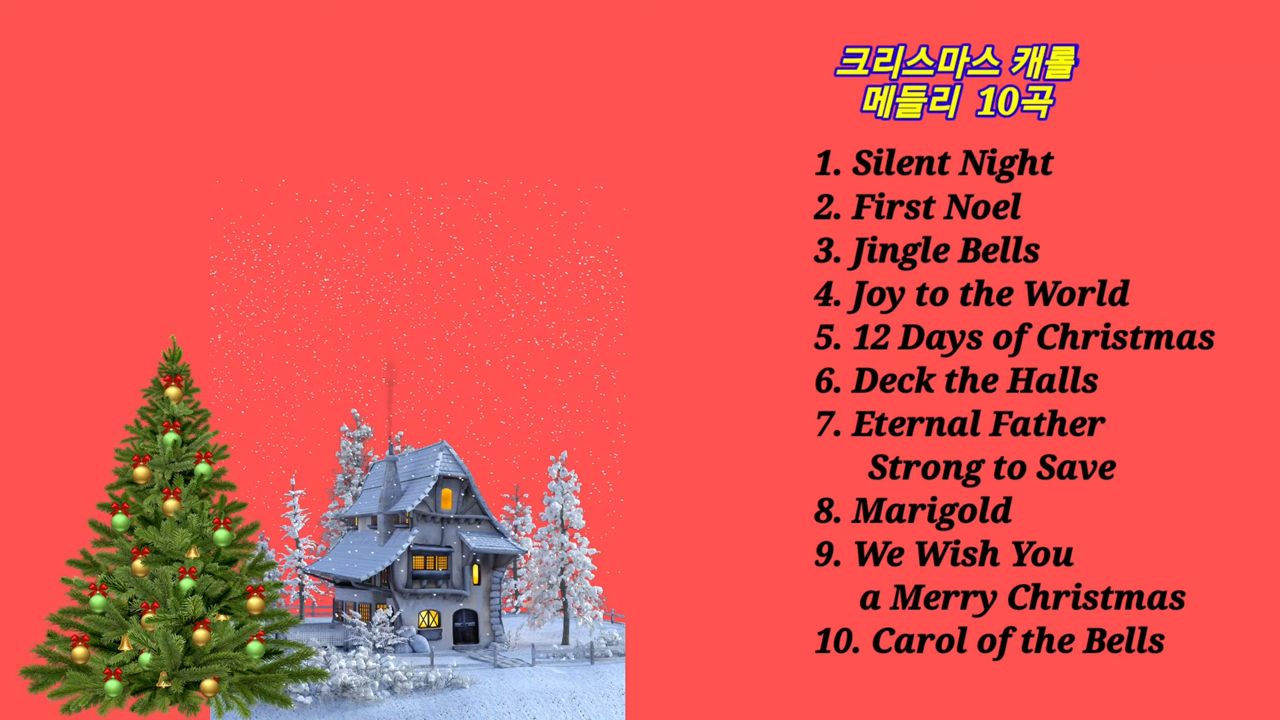 크리스마스 캐롤
메들리 10곡
1. Silent Night
2. First Noel
3. Jingle Bells
4. Joy to the World
5. 12 Days of Christmas
6. Deck the Halls
7. Eternal Father
Strong to Save
8. Marigold
9. We Wish You
a Merry Christmas
10. Carol of the Bells